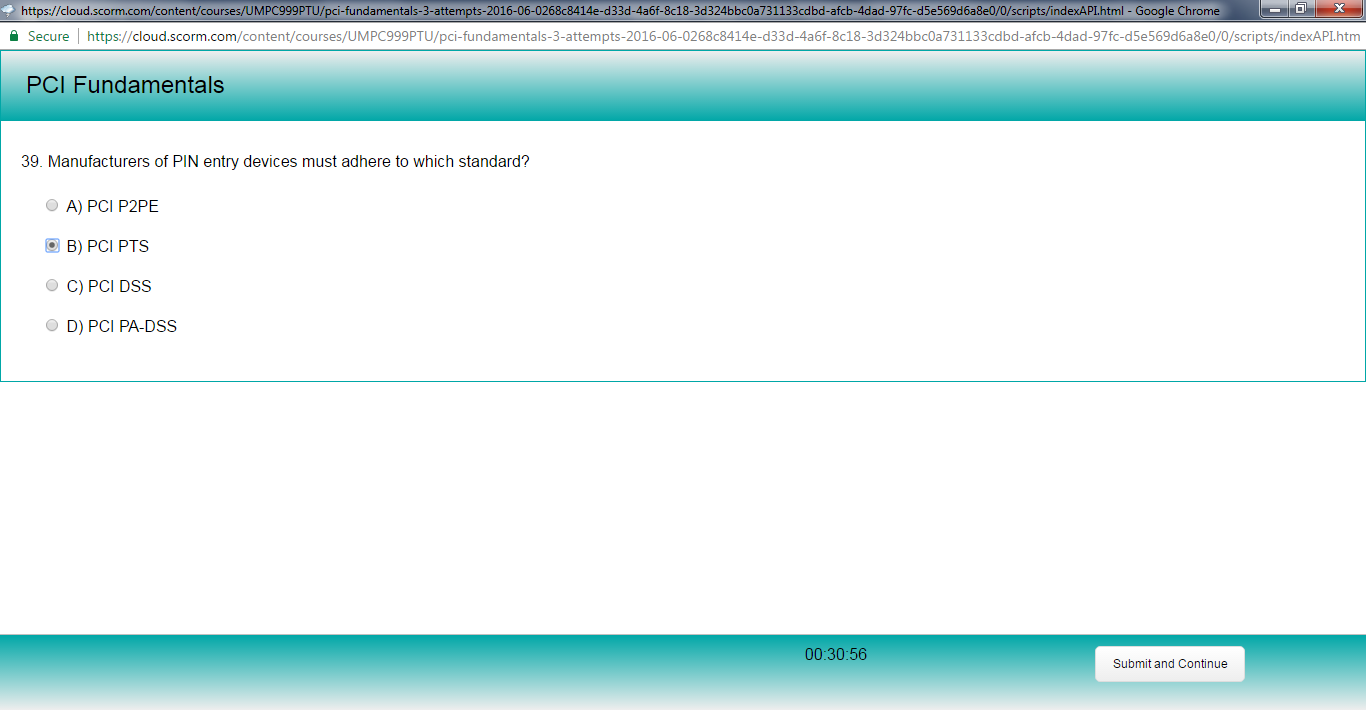 https://cloud.scorm.com/content/courses/UMPC999PTU/pci-fundamentals-3-attempts-2016-06-0268c8414e-d33d-4a6f-8c18-3d324bbc0a731133cdbd-afcb-4dad-97fc-d5e569d6a8e0/0/scripts/indexAPI.html - Google Chrome
Secure https://cloud.scorm.com/content/courses/UMPC999PTU/pci-fundamentals-3-attempts-2016-06-0268c8414e-d33d-4a6f-8c18-3d324bbc0a731133cdbd-afcb-4dad-97fc-d5e569d6a8e0/0/scripts/indexAPI.htm
PCI Fundamentals
39. Manufacturers of PIN entry devices must adhere to which standard?
A) PCI P2PE
B) PCI PTS
C) PCI DSS
D) PCI PA-DSS
00:30:56
Submit and Continue